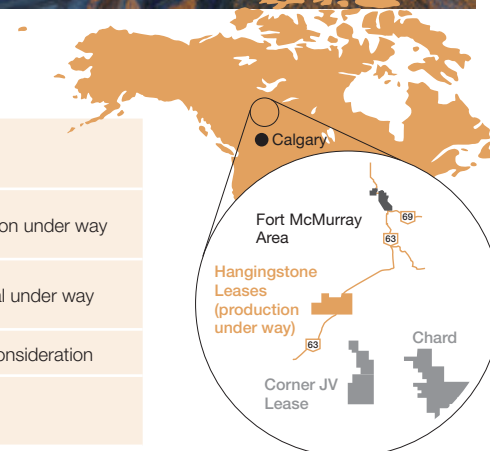 Calgary
on under way
al under way
onsideration
Fort McMurray
Area
69
63
Hangingstone
Leases
(production
under way)
63
Chard
Corner JV
Lease